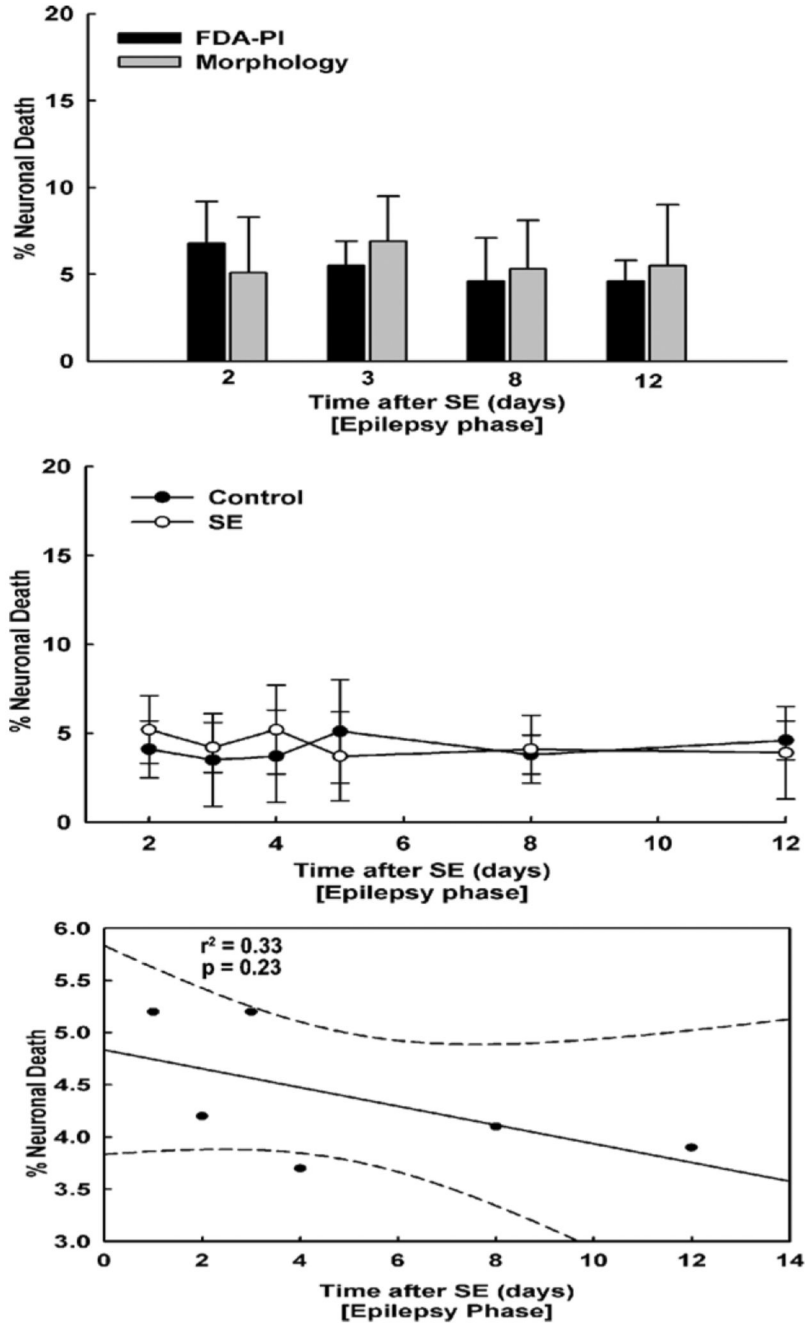 20
15
10
5
0
% Neuronal Death
FDA-PI
Morphology
2 3 8 12
Time after SE (days)
[Epilepsy phase]
20
15
10
5
0
% Neuronal Death
Control
SE
2 4 6 8 10 12
Time after SE (days)
[Epilepsy phase]
6.0
5.5
5.0
4.5
4.0
3.5
3.0
% Neuronal Death
r² = 0.33
p = 0.23
0 2 4 6 8 10 12 14
Time after SE (days)
[Epilepsy Phase]